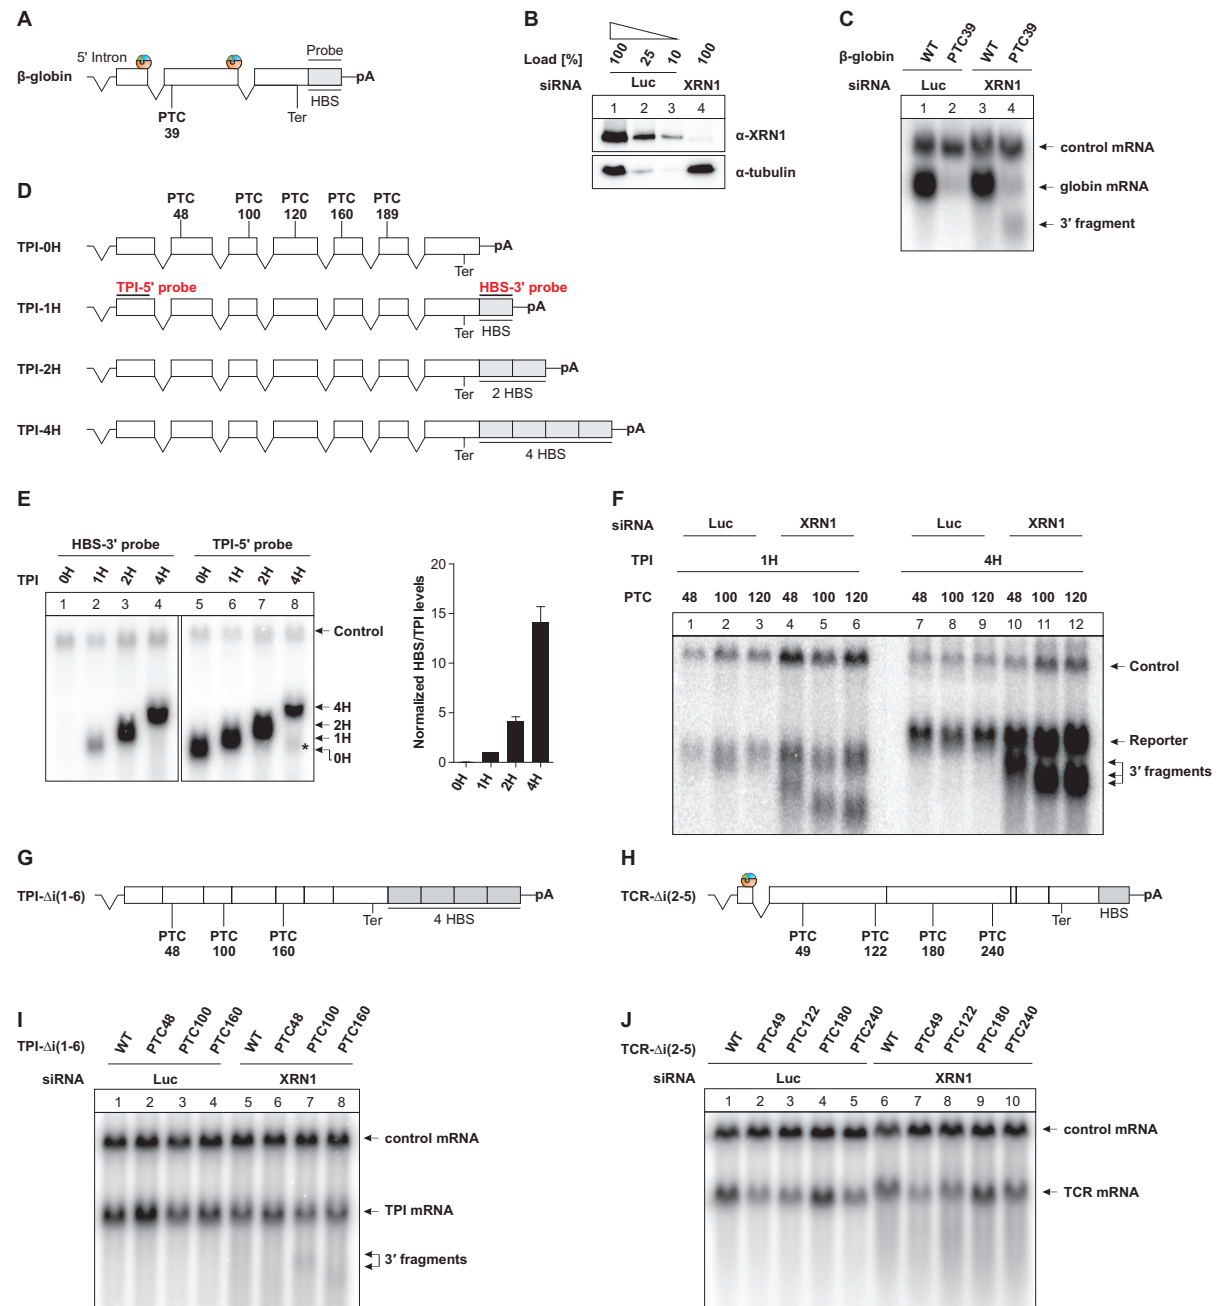 A
5' Intron
Probe
β-globin
pA
HBS
PTC
39
Ter
B
Load [%]
100
25
10
100
siRNA
Luc
XRN1
1 2 3 4
α-XRN1
α-tubulin
C
β-globin
WT
PTC39
WT
PTC39
siRNA
Luc
XRN1
1 2 3 4
control mRNA
globin mRNA
3′ fragment
D
PTC PTC PTC PTC PTC
48 100 120 160 189
TPI-0H
pA
Ter
TPI-5' probe
HBS-3' probe
TPI-1H
pA
Ter
HBS
TPI-2H
pA
Ter
2 HBS
TPI-4H
pA
Ter
4 HBS
E
HBS-3' probe
TPI-5' probe
TPI
0H 1H 2H 4H 0H 1H 2H 4H
1 2 3 4 5 6 7 8
Control
4H
2H
1H
*
0H
Normalized HBS/TPI levels
20
15
10
5
0
0H 1H 2H 4H
F
siRNA
Luc
XRN1
Luc
XRN1
TPI
1H
4H
PTC
48 100 120 48 100 120 48 100 120 48 100 120
1 2 3 4 5 6 7 8 9 10 11 12
Control
Reporter
3′ fragments
G
TPI-Δi(1-6)
pA
Ter
4 HBS
PTC PTC PTC
48 100 160
H
TCR-Δi(2-5)
pA
Ter
HBS
PTC PTC PTC PTC
49 122 180 240
I
TPI-Δi(1-6)
WT PTC48 PTC100 PTC160 WT PTC48 PTC100 PTC160
siRNA
Luc
XRN1
1 2 3 4 5 6 7 8
control mRNA
TPI mRNA
3′ fragments
J
TCR-Δi(2-5)
WT PTC49 PTC122 PTC180 PTC240 WT PTC49 PTC122 PTC180 PTC240
siRNA
Luc
XRN1
1 2 3 4 5 6 7 8 9 10
control mRNA
TCR mRNA